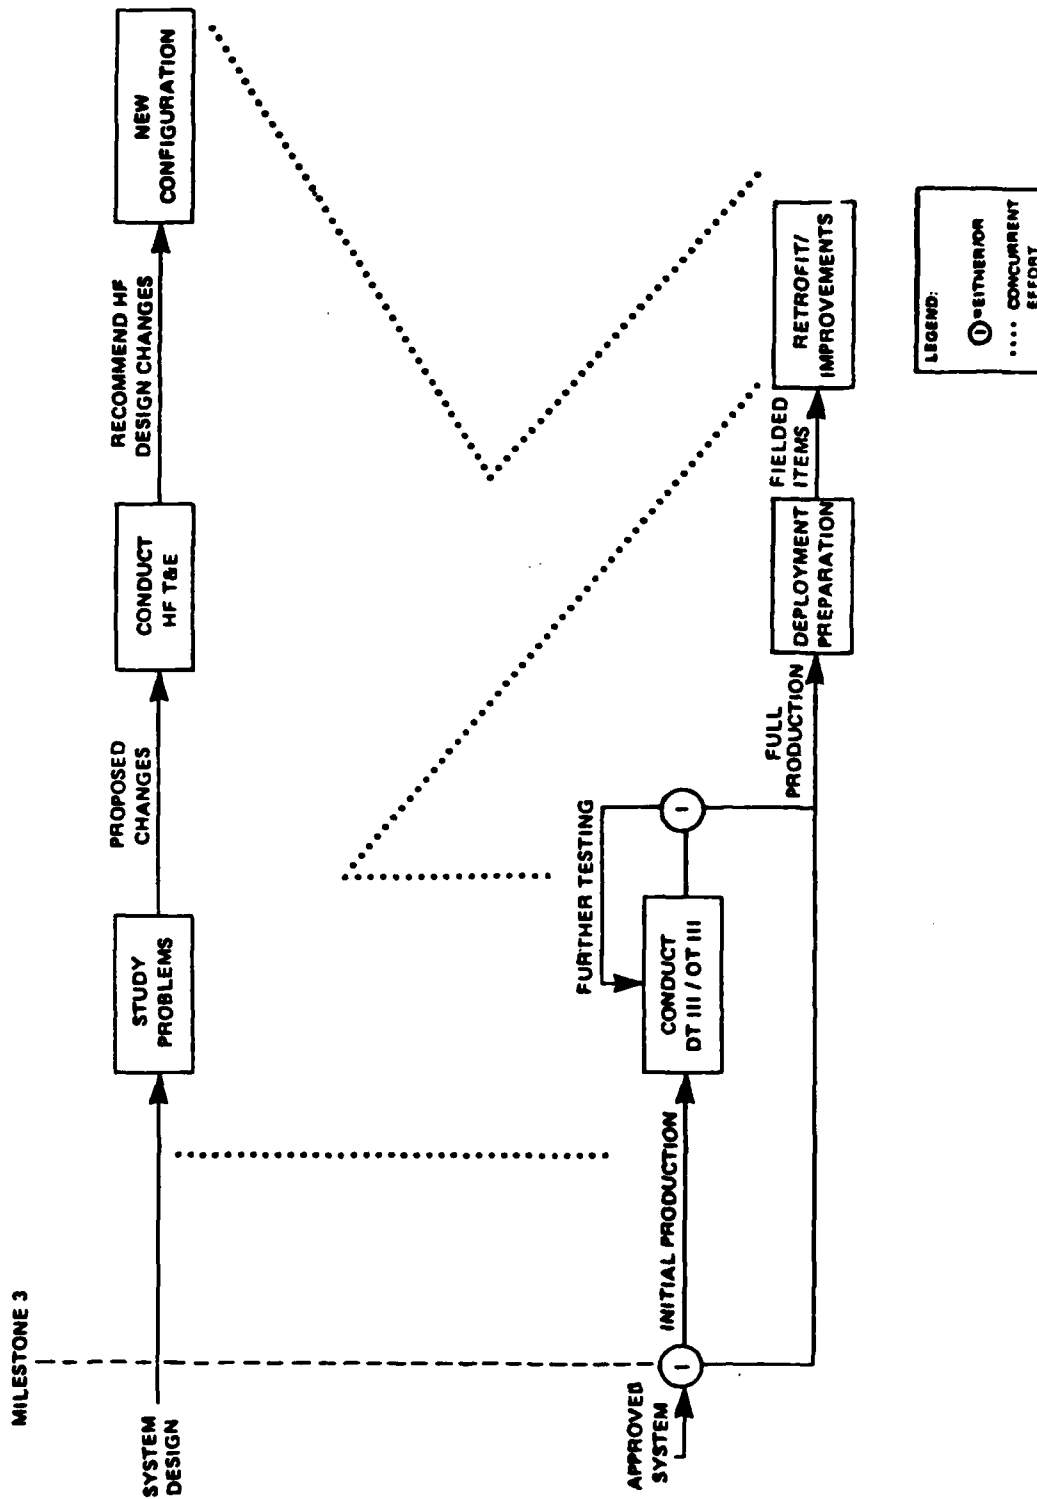 MILESTONE 3
SYSTEM
DESIGN
STUDY
PROBLEMS
PROPOSED
CHANGES
CONDUCT
HF T&E
RECOMMEND HF
DESIGN CHANGES
NEW
CONFIGURATION
APPROVED
SYSTEM
I
INITIAL PRODUCTION
CONDUCT
DT III / OT III
FURTHER TESTING
I
FULL
PRODUCTION
DEPLOYMENT
PREPARATION
FIELDED
ITEMS
RETROFIT/
IMPROVEMENTS
LEGEND:
I =EITHER/OR
.... CONCURRENT
EFFORT